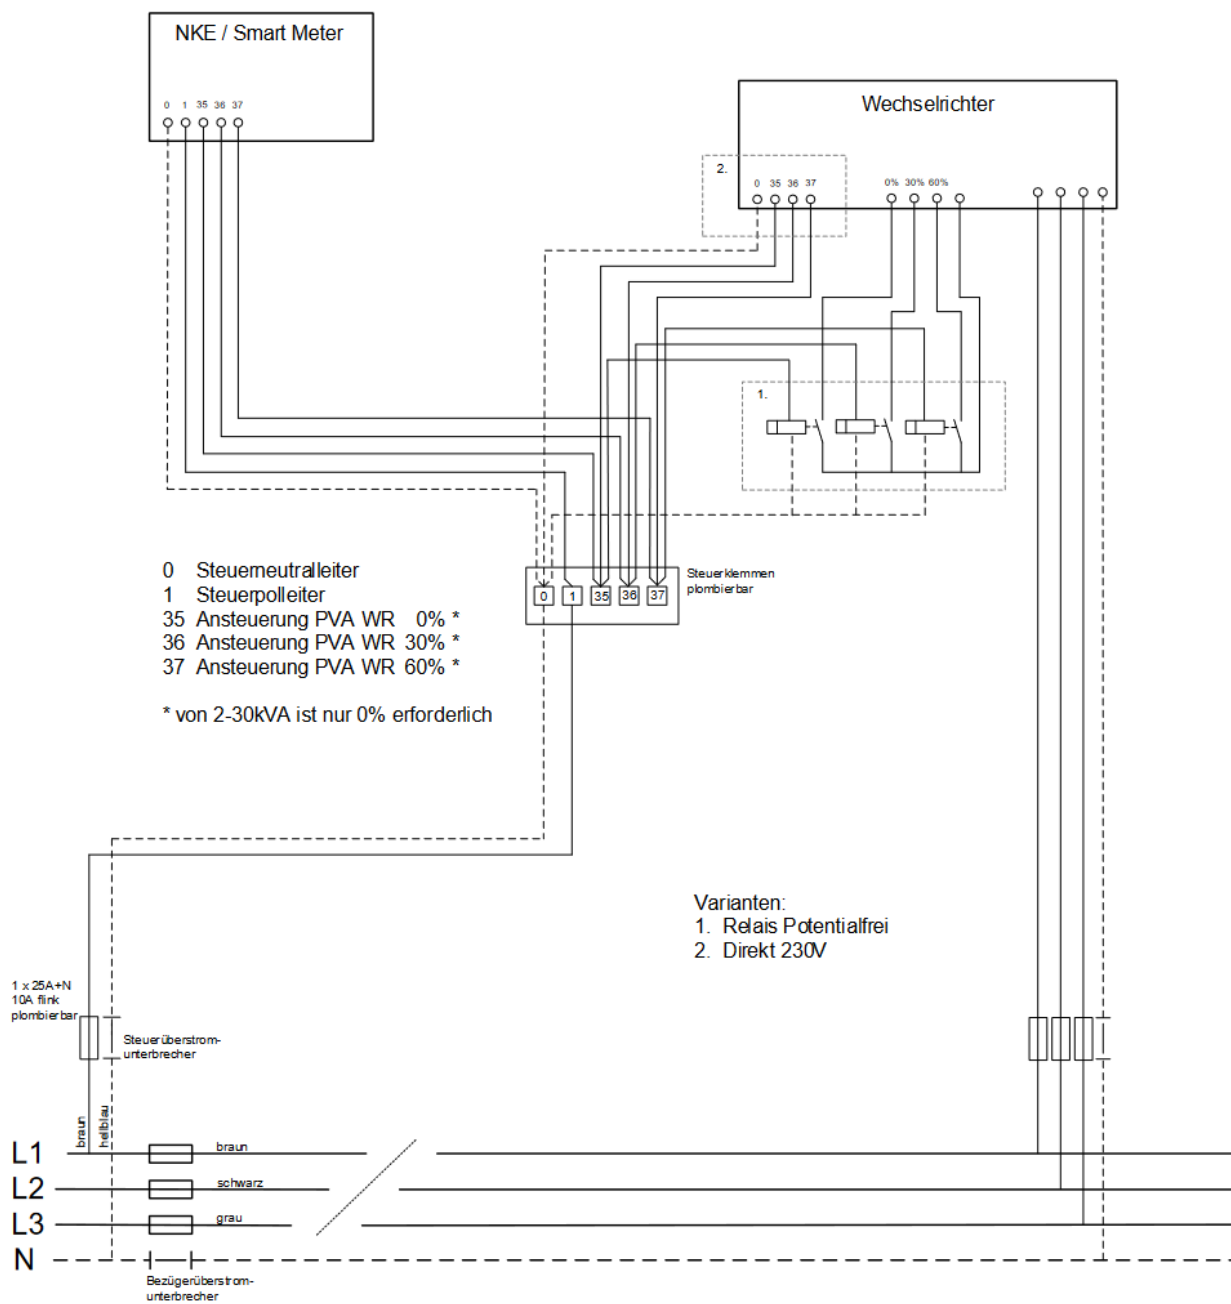 NKE / Smart Meter
0 1 35 36 37
Wechselrichter
2.
0 35 36 37
0% 30% 60%
1.
0 Steuerneutralleiter
1 Steuerpolleiter
35 Ansteuerung PVA WR 0% *
36 Ansteuerung PVA WR 30% *
37 Ansteuerung PVA WR 60% *
* von 2-30kVA ist nur 0% erforderlich
0 1 35 36 37
Steuerklemmen
plombierbar
Varianten:
1. Relais Potentialfrei
2. Direkt 230V
1 x 25A+N
10A flink
plombierbar
Steuerüberstrom-
unterbrecher
braun
hellblau
L1 braun
L2 schwarz
L3 grau
N
Bezügerüberstrom-
unterbrecher